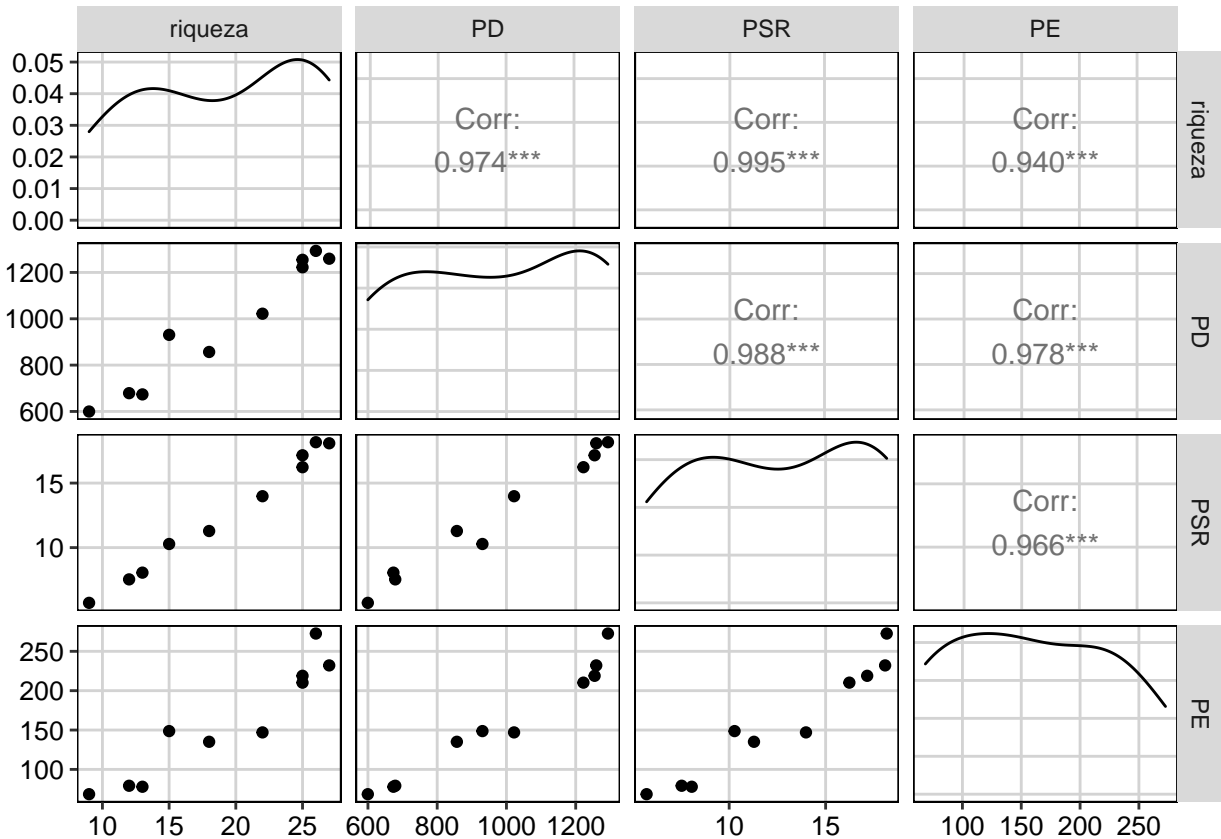 riqueza PD PSR PE
0.05
0.04
0.03
0.02
0.01
0.00
Corr:
0.974***
Corr:
0.995***
Corr:
0.940***
riqueza
1200
1000
800
600
Corr:
0.988***
Corr:
0.978***
PD
15
10
Corr:
0.966***
PSR
250
200
150
100
PE
10 15 20 25 600 800 1000 1200 10 15 100 150 200 250